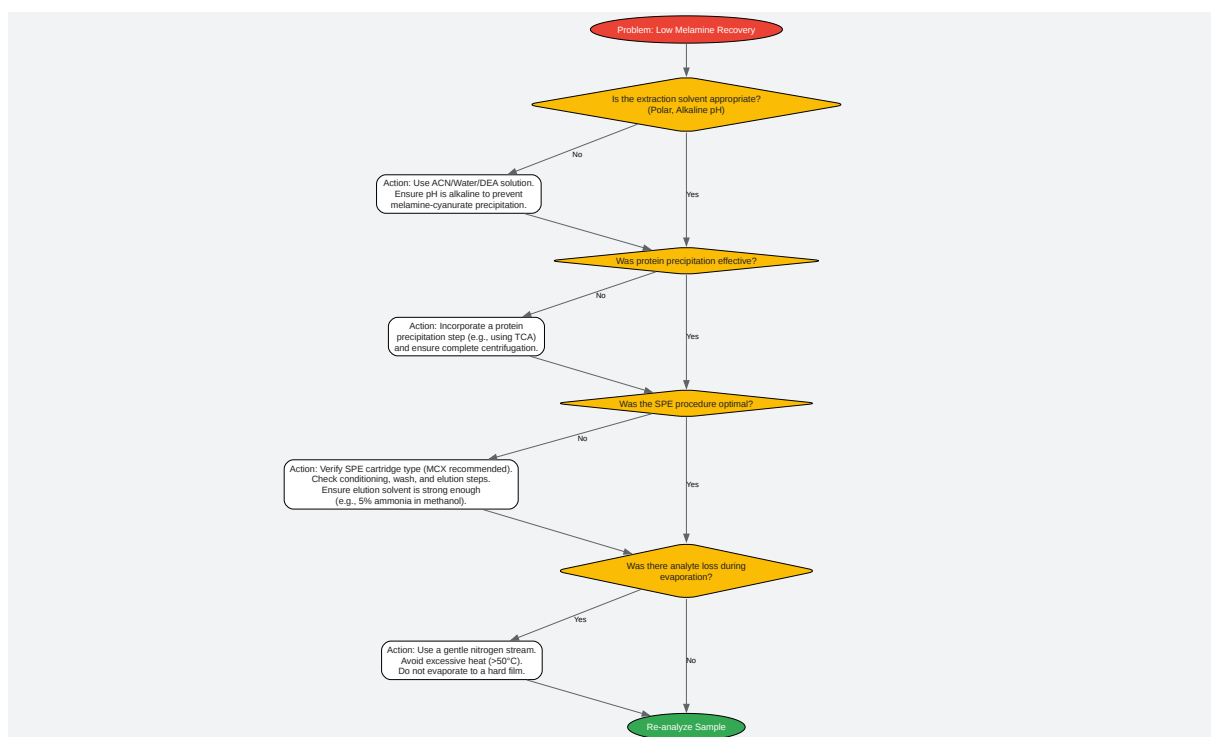 Problem: Low Melamine Recovery
Is the extraction solvent appropriate?
(Polar, Alkaline pH)
No
Action: Use ACN/Water/DEA solution.
Ensure pH is alkaline to prevent
melamine-cyanurate precipitation.
Yes
Was protein precipitation effective?
No
Action: Incorporate a protein
precipitation step (e.g., using TCA)
and ensure complete centrifugation.
Yes
Was the SPE procedure optimal?
No
Action: Verify SPE cartridge type (MCX recommended).
Check conditioning, wash, and elution steps.
Ensure elution solvent is strong enough
(e.g., 5% ammonia in methanol).
Yes
Was there analyte loss during
evaporation?
Yes
Action: Use a gentle nitrogen stream.
Avoid excessive heat (>50°C).
Do not evaporate to a hard film.
No
Re-analyze Sample